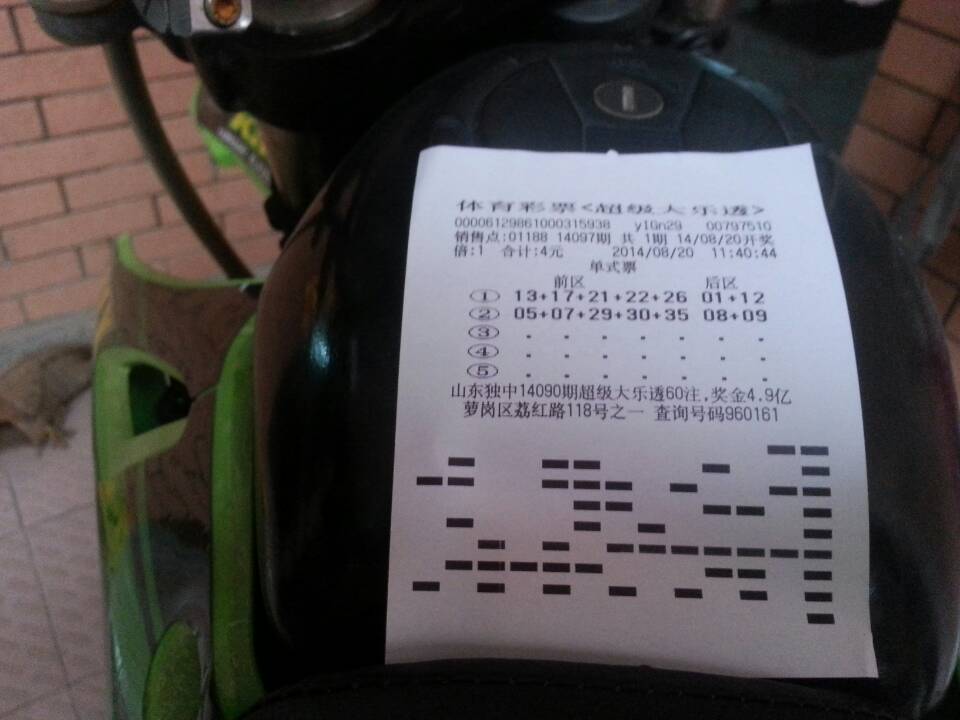 体育彩票<超级大乐透>
00006129861000315938 yIGn29 00797510
销售点:01188 14097期 共 1期 14/08/20开奖
倍:1 合计:4元 2014/08/20 11:40:44
单式票
前区 后区
① 13+17+21+22+26 01+12
② 05+07+29+30+35 08+09
③ . . . . . . .
④ . . . . . . .
⑤ . . . . . . .
山东独中14090期超级大乐透60注,奖金4.9亿
萝岗区荔红路118号之一 查询号码960161